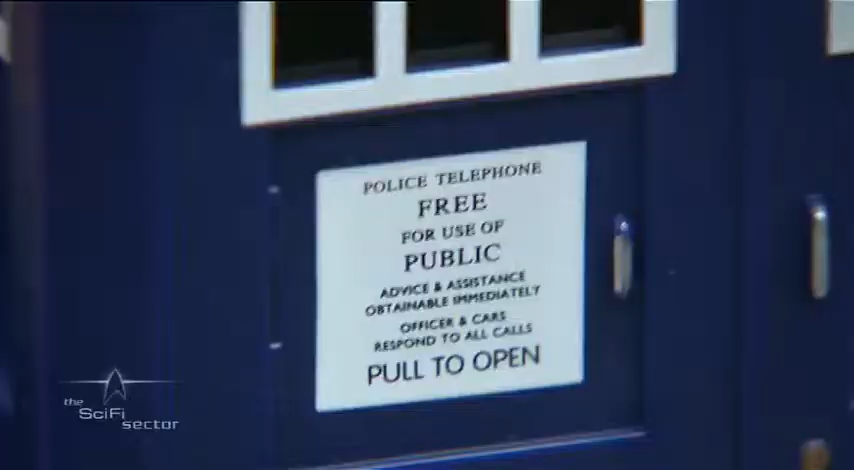 POLICE TELEPHONE
FREE
FOR USE OF
PUBLIC
ADVICE & ASSISTANCE
OBTAINABLE IMMEDIATELY
OFFICER & CARS
RESPOND TO ALL CALLS
PULL TO OPEN
the
SciFi
sector